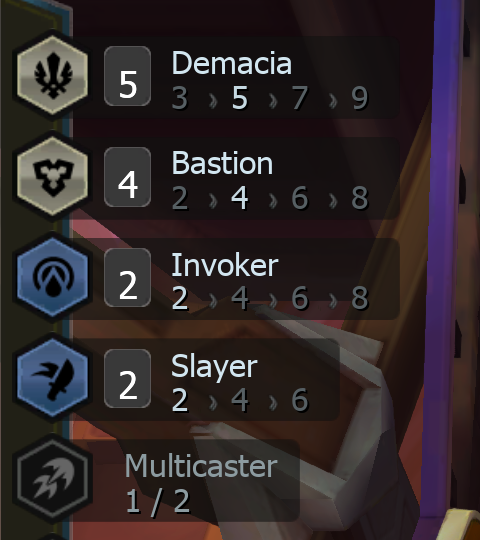 5 Demacia
3 › 5 › 7 › 9
4 Bastion
2 › 4 › 6 › 8
2 Invoker
2 › 4 › 6 › 8
2 Slayer
2 › 4 › 6
Multicaster
1 / 2